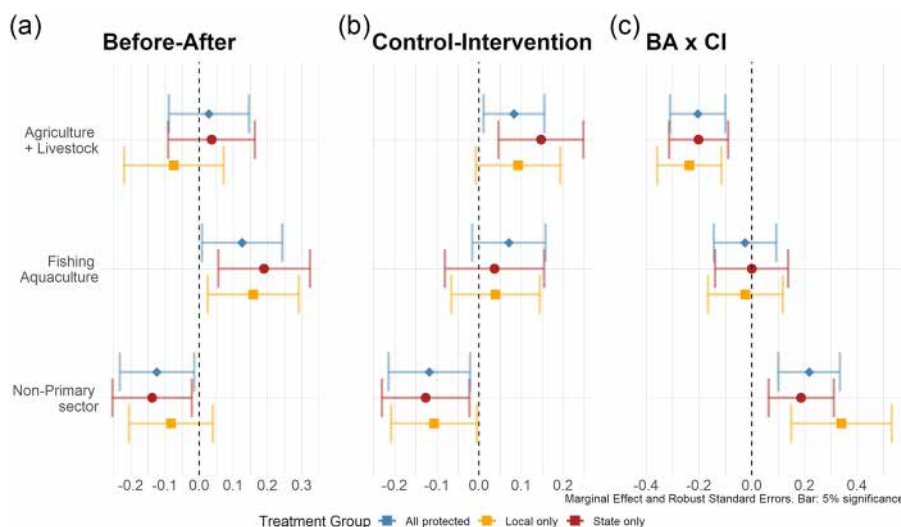 (a)
Before-After
(b)
Control-Intervention
(c)
BA x CI
Agriculture
+ Livestock
Fishing
Aquaculture
Non-Primary
sector
-0.2 -0.1 0.0 0.1 0.2 0.3
-0.2 -0.1 0.0 0.1 0.2
-0.2 0.0 0.2 0.4
Marginal Effect and Robust Standard Errors. Bar: 5% significance
Treatment Group All protected Local only State only